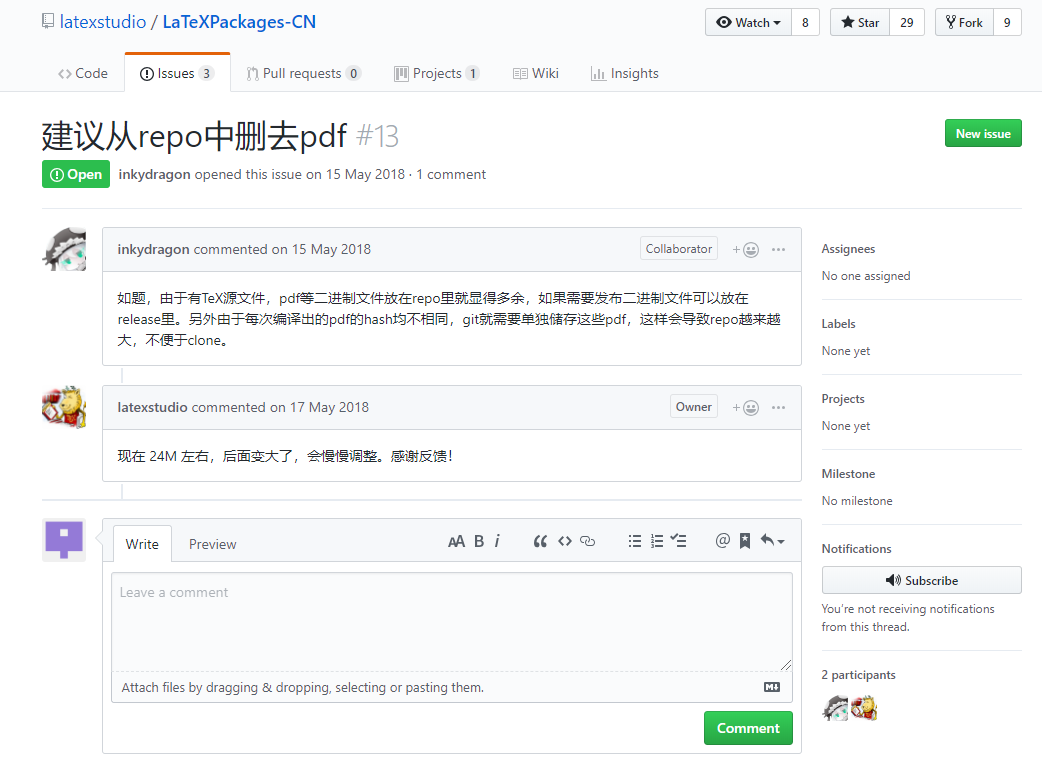 latexstudio / LaTeXPackages-CN
Watch 8 Star 29 Fork 9
Code Issues 3 Pull requests 0 Projects 1 Wiki Insights
建议从repo中删去pdf #13
New issue
Open inkydragon opened this issue on 15 May 2018 · 1 comment
inkydragon commented on 15 May 2018 Collaborator
如题，由于有TeX源文件，pdf等二进制文件放在repo里就显得多余，如果需要发布二进制文件可以放在
release里。另外由于每次编译出的pdf的hash均不相同，git就需要单独储存这些pdf，这样会导致repo越来越
大，不便于clone。
latexstudio commented on 17 May 2018 Owner
现在 24M 左右，后面变大了，会慢慢调整。感谢反馈！
Write Preview AA B i
Leave a comment
Attach files by dragging & dropping, selecting or pasting them.
Comment
Assignees
No one assigned
Labels
None yet
Projects
None yet
Milestone
No milestone
Notifications
Subscribe
You're not receiving notifications
from this thread.
2 participants